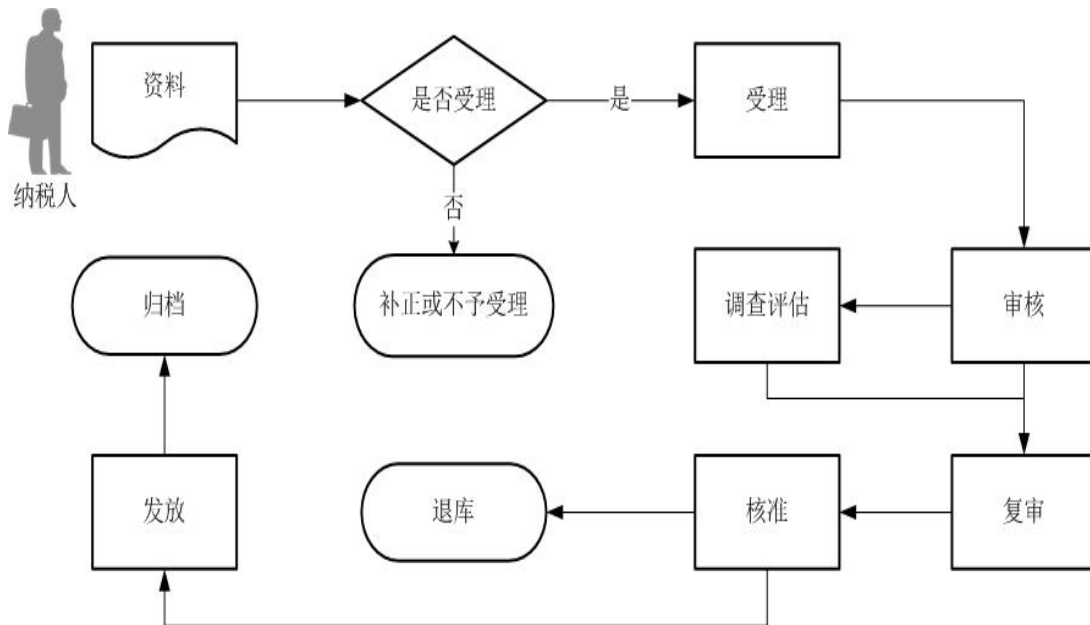 资料
是否受理
是
受理
纳税人
否
归档
补正或不予受理
调查评估
审核
发放
退库
核准
复审